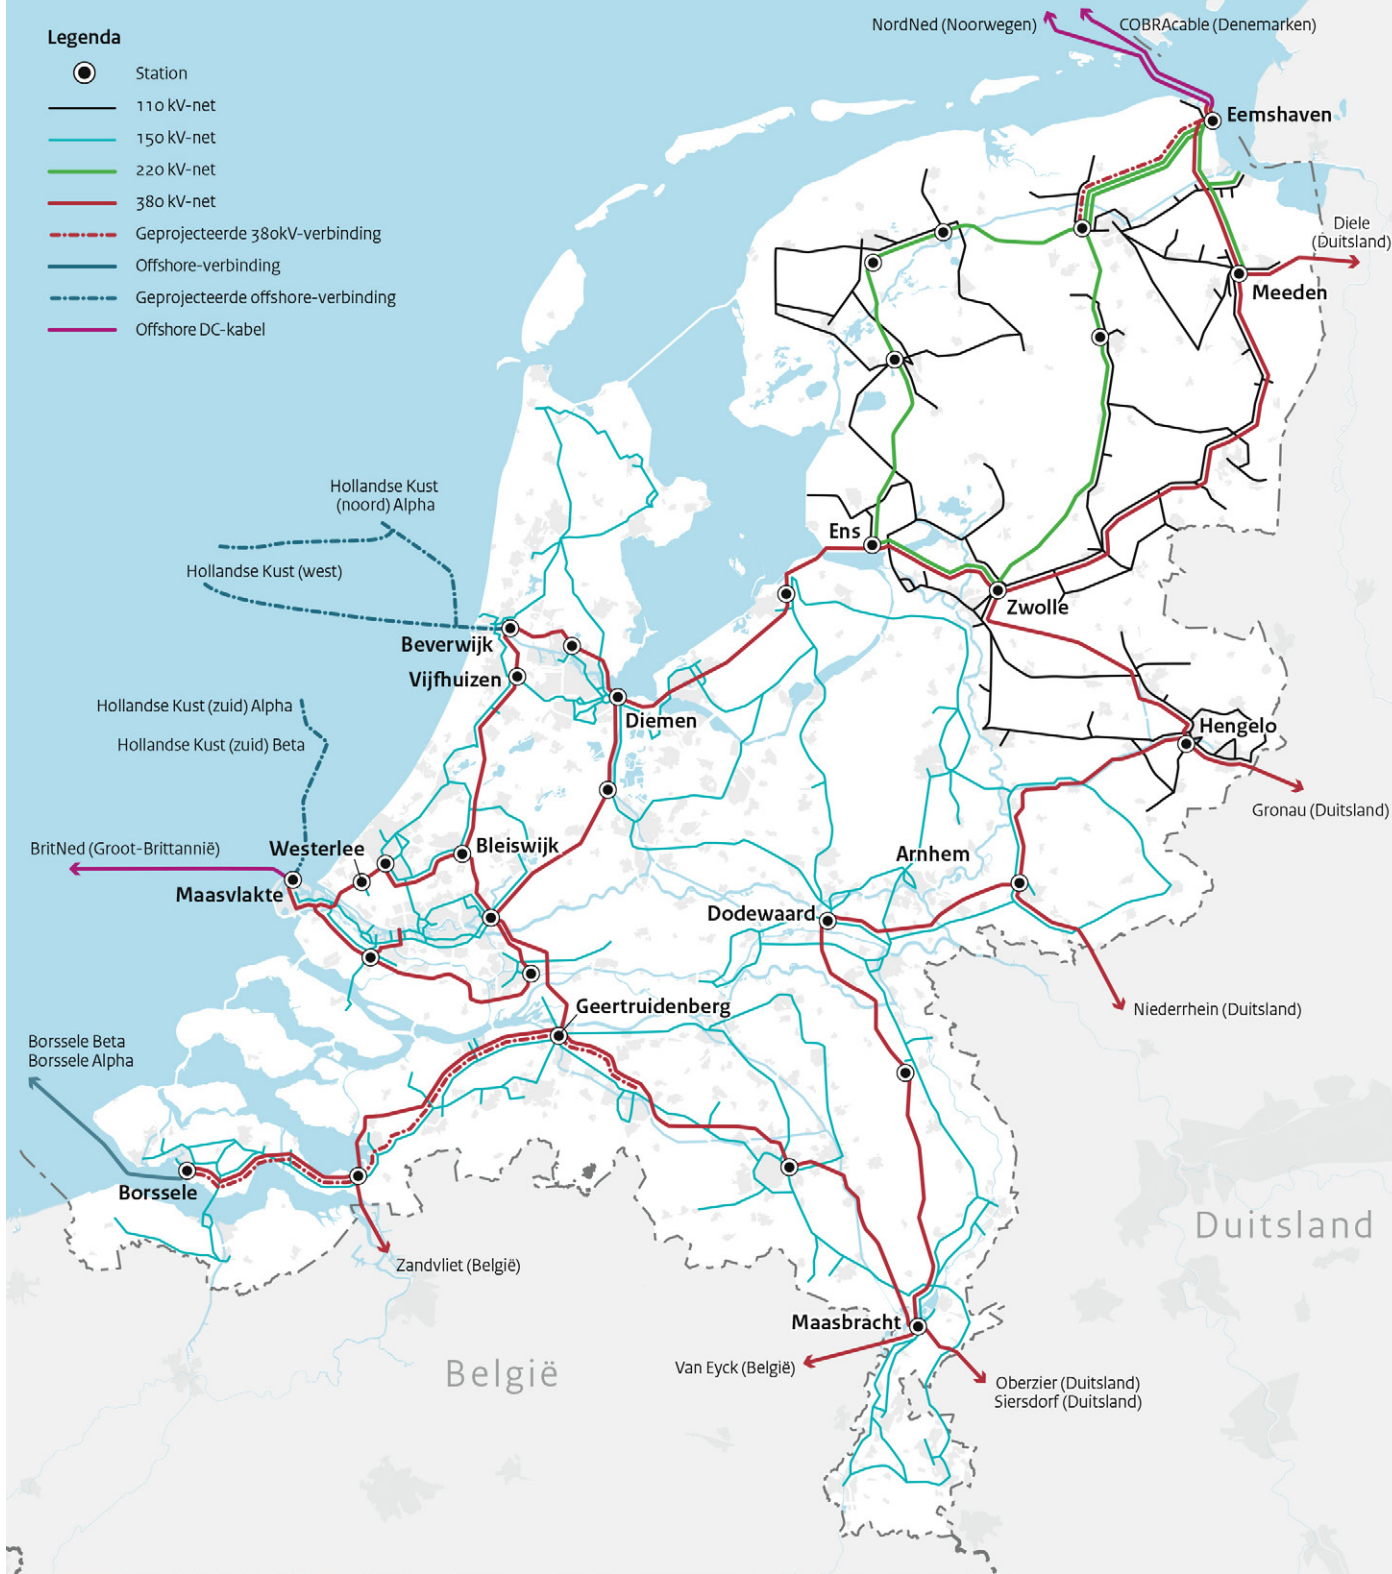 NordNed (Noorwegen)
COBRAcable (Denemarken)
Legenda
Station
110 kV-net
150 kV-net
220 kV-net
380 kV-net
Geprojecteerde 380kV-verbinding
Offshore-verbinding
Geprojecteerde offshore-verbinding
Offshore DC-kabel
Eemshaven
Diele
(Duitsland)
Meeden
Hollandse Kust
(noord) Alpha
Ens
Hollandse Kust (west)
Zwolle
Beverwijk
Vijfhuizen
Hollandse Kust (zuid) Alpha
Diemen
Hengelo
Hollandse Kust (zuid) Beta
Gronau (Duitsland)
BritNed (Groot-Brittannië)
Westerlee
Bleiswijk
Arnhem
Maasvlakte
Dodewaard
Geertruidenberg
Niederrhein (Duitsland)
Borssele Beta
Borssele Alpha
Borssele
Duitsland
Zandvliet (België)
Maasbracht
België
Van Eyck (België)
Oberzier (Duitsland)
Siersdorf (Duitsland)